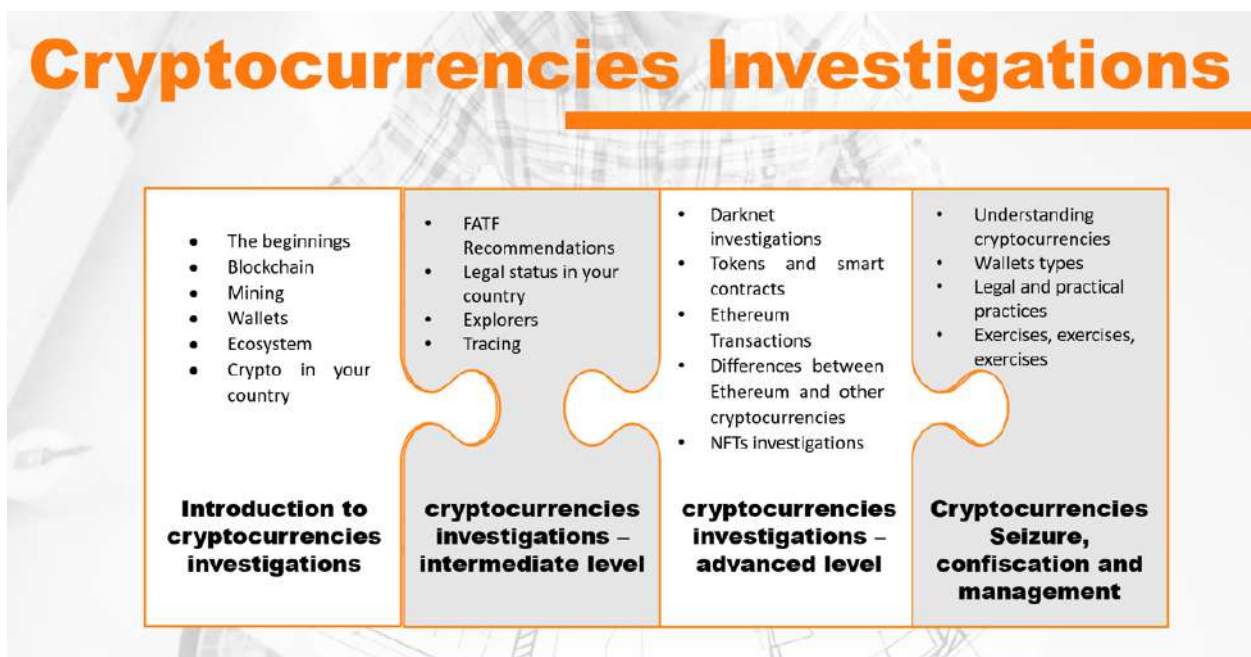 Cryptocurrencies Investigations
● The beginnings
● Blockchain
● Mining
● Wallets
● Ecosystem
● Crypto in your
country
Introduction to
cryptocurrencies
investigations
• FATF
Recommendations
• Legal status in your
country
• Explorers
• Tracing
cryptocurrencies
investigations –
intermediate level
• Darknet
investigations
• Tokens and smart
contracts
• Ethereum
Transactions
• Differences between
Ethereum and other
cryptocurrencies
• NFTs investigations
cryptocurrencies
investigations –
advanced level
• Understanding
cryptocurrencies
• Wallets types
• Legal and practical
practices
• Exercises, exercises,
exercises
Cryptocurrencies
Seizure,
confiscation and
management